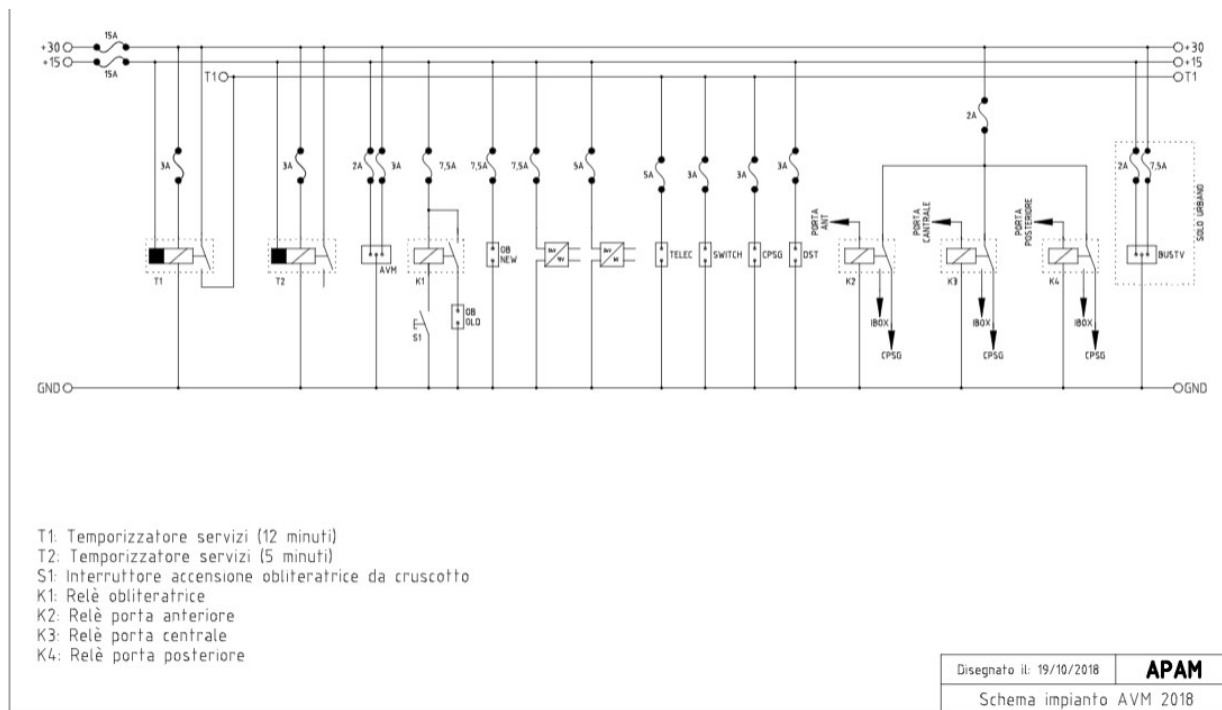 15A
+30
+30
+15
+15
15A
T1
T1
2A
3A
3A
2A
3A
7,5A
7,5A
7,5A
5A
5A
3A
3A
3A
2A
7,5A
SOLO URBANO
PORTA
ANT
PORTA
CANTRALE
PORTA
POSTERIORE
OB
NEW
TELEC
SWITCH
CPSG
DST
BUSTV
AVM
T1
T2
K1
K2
K3
K4
OB
OLD
S1
IBOX
IBOX
IBOX
CPSG
CPSG
CPSG
GND
GND
T1: Temporizzatore servizi (12 minuti)
T2: Temporizzatore servizi (5 minuti)
S1: Interruttore accensione obliteratrice da cruscotto
K1: Relè obliteratrice
K2: Relè porta anteriore
K3: Relè porta centrale
K4: Relè porta posteriore
Disegnato il: 19/10/2018
APAM
Schema impianto AVM 2018